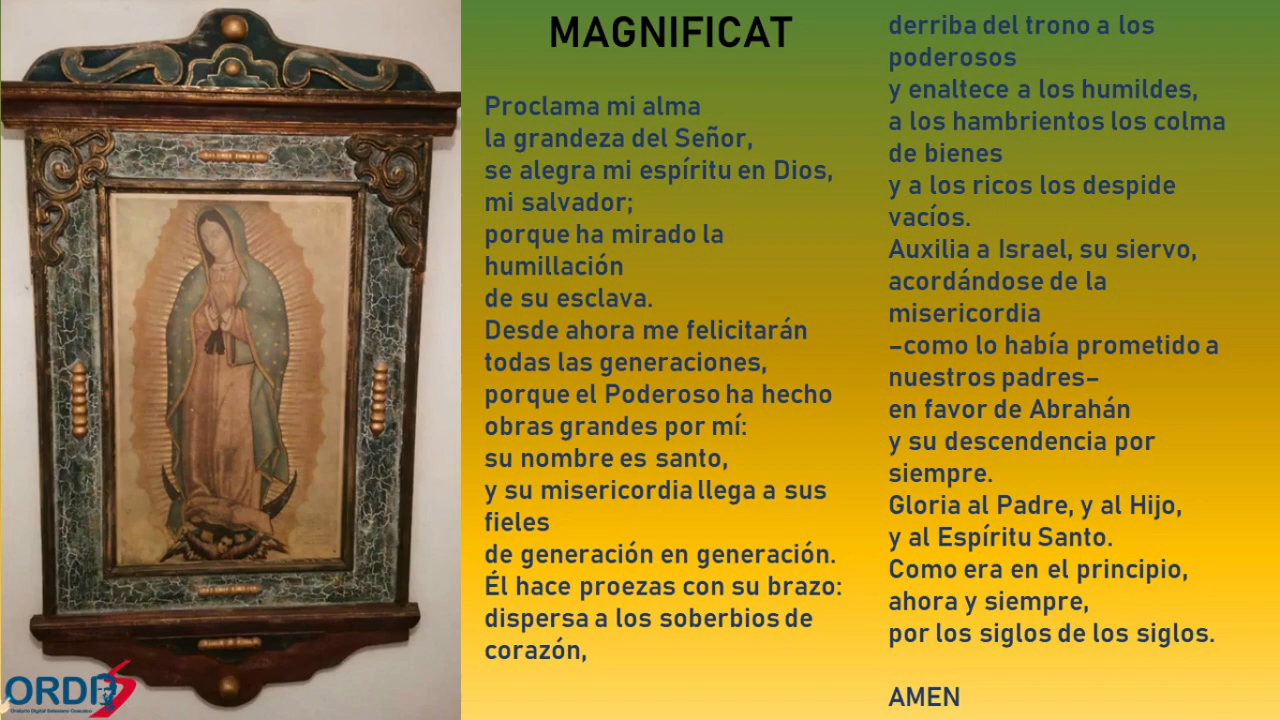 MAGNIFICAT
Proclama mi alma
la grandeza del Señor,
se alegra mi espíritu en Dios,
mi salvador;
porque ha mirado la
humillación
de su esclava.
Desde ahora me felicitarán
todas las generaciones,
porque el Poderoso ha hecho
obras grandes por mí:
su nombre es santo,
y su misericordia llega a sus
fieles
de generación en generación.
Él hace proezas con su brazo:
dispersa a los soberbios de
corazón,
derriba del trono a los
poderosos
y enaltece a los humildes,
a los hambrientos los colma
de bienes
y a los ricos los despide
vacíos.
Auxilia a Israel, su siervo,
acordándose de la
misericordia
–como lo había prometido a
nuestros padres–
en favor de Abrahán
y su descendencia por
siempre.
Gloria al Padre, y al Hijo,
y al Espíritu Santo.
Como era en el principio,
ahora y siempre,
por los siglos de los siglos.
AMEN
ORDI
Oratorio Digital Salesiano